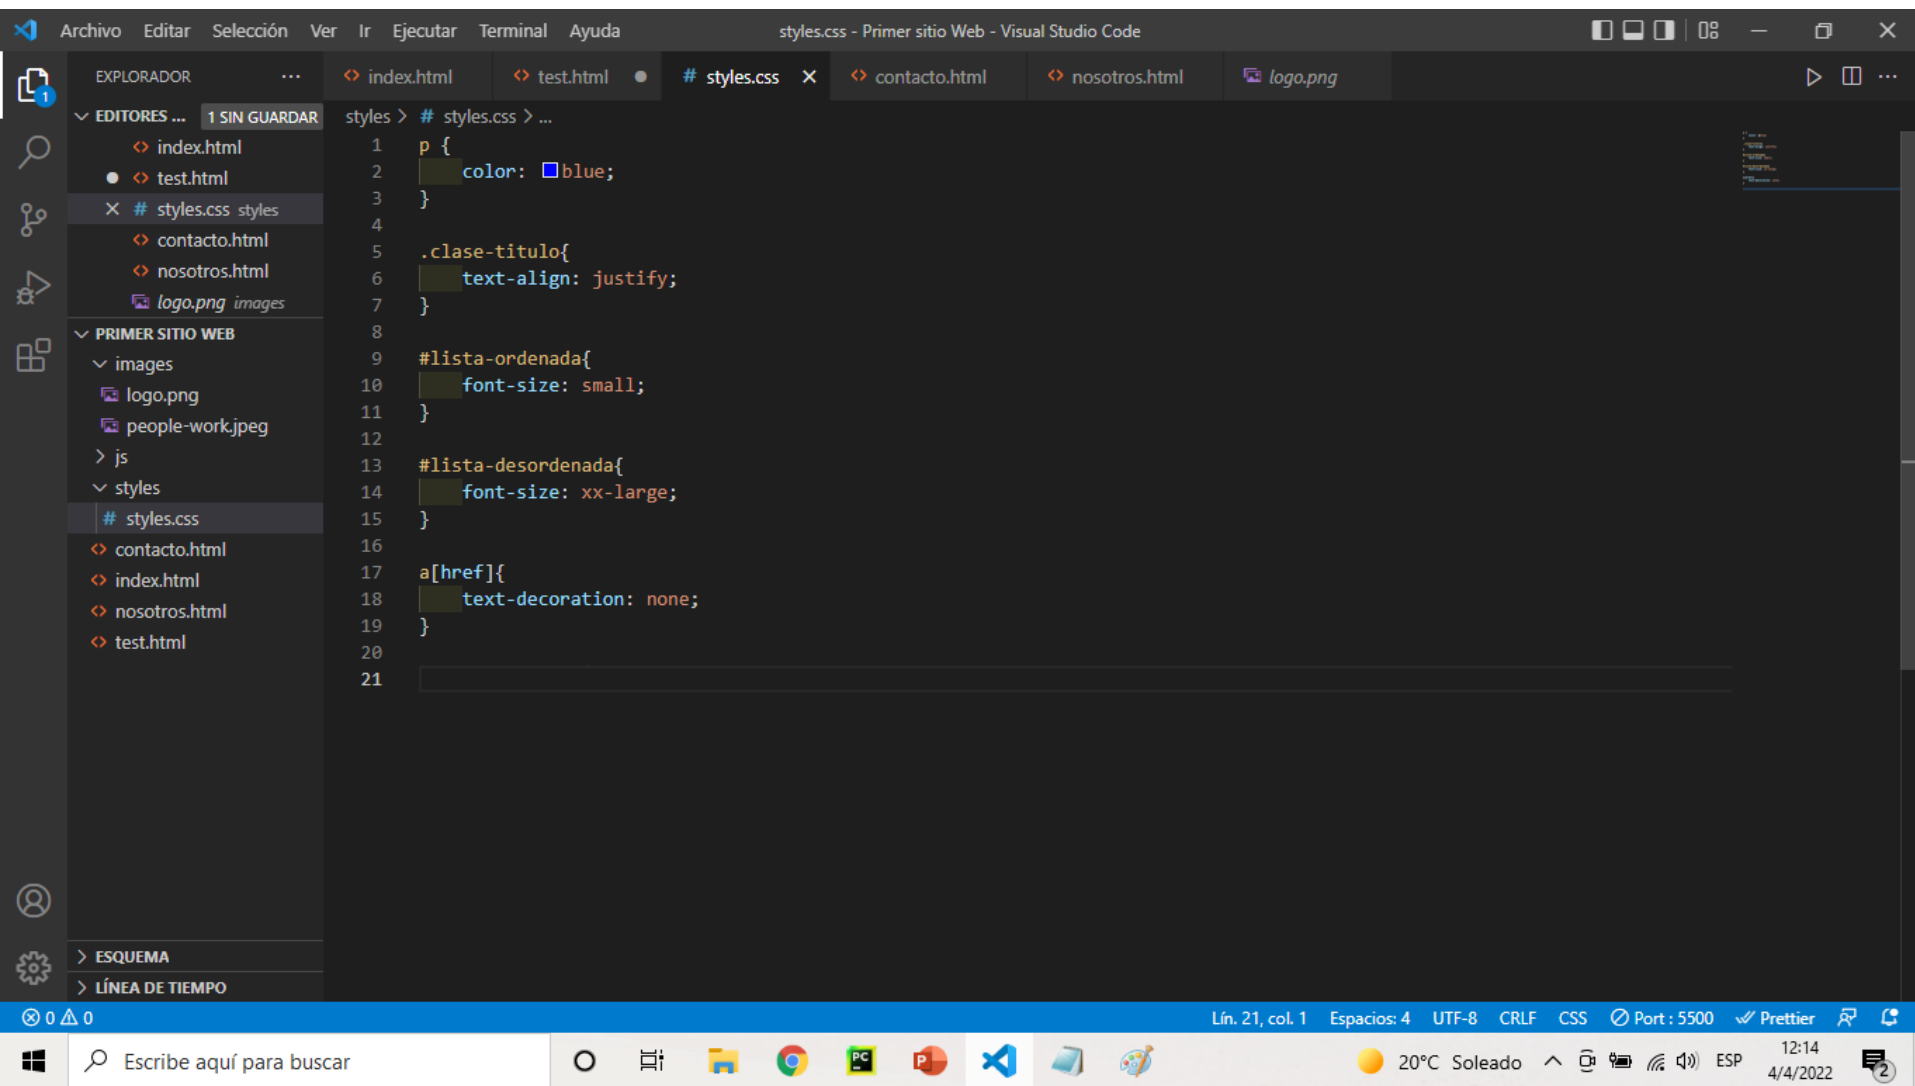 Archivo Editar Selección Ver Ir Ejecutar Terminal Ayuda styles.css - Primer sitio Web - Visual Studio Code
EXPLORADOR ···
index.html test.html # styles.css contacto.html nosotros.html logo.png
EDITORES ... 1 SIN GUARDAR
index.html
test.html
# styles.css styles
contacto.html
nosotros.html
logo.png images
PRIMER SITIO WEB
images
logo.png
people-work.jpeg
js
styles
# styles.css
contacto.html
index.html
nosotros.html
test.html
ESQUEMA
LÍNEA DE TIEMPO
styles > # styles.css > ...
1 p {
2 color: blue;
3 }
4
5 .clase-titulo{
6 text-align: justify;
7 }
8
9 #lista-ordenada{
10 font-size: small;
11 }
12
13 #lista-desordenada{
14 font-size: xx-large;
15 }
16
17 a[href]{
18 text-decoration: none;
19 }
20
21
0 0 Lín. 21, col. 1 Espacios: 4 UTF-8 CRLF CSS Port : 5500 Prettier
Escribe aquí para buscar 20°C Soleado ESP 12:14
4/4/2022 2